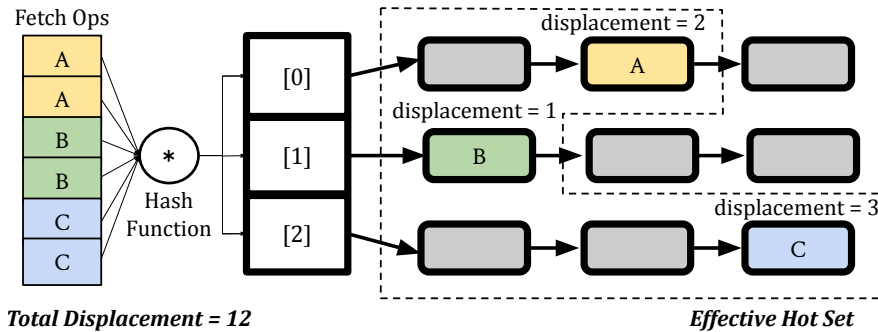 Fetch Ops
A
A
B
B
C
C
*
Hash
Function
[0]
[1]
[2]
displacement = 2
A
displacement = 1
B
displacement = 3
C
Total Displacement = 12
Effective Hot Set